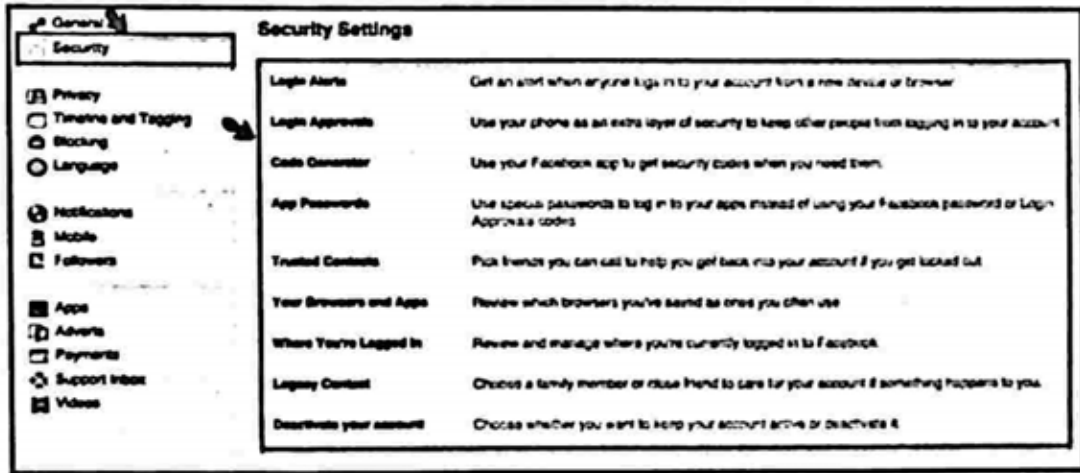 General
Security
Privacy
Timeline and Tagging
Blocking
Language
Notifications
Mobile
Followers
Apps
Adverts
Payments
Support Inbox
Videos
Security Settings
Login Alerts Get an alert when anyone logs in to your account from a new device or browser.
Login Approvals Use your phone as an extra layer of security to keep other people from logging in to your account.
Code Generator Use your Facebook app to get security codes when you need them.
App Passwords Use special passwords to log in to your apps instead of using your Facebook password or Login
Approvals codes.
Trusted Contacts Pick friends you can call to help you get back into your account if you get locked out.
Your Browsers and Apps Review which browsers you've saved as ones you often use.
Where You're Logged In Review and manage where you're currently logged in to Facebook.
Legacy Contact Choose a family member or close friend to care for your account if something happens to you.
Deactivate your account Choose whether you want to keep your account active or deactivate it.